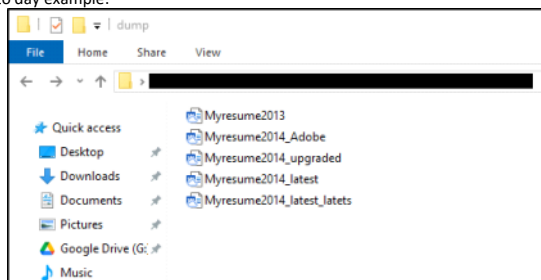 to day example?
dump
File Home Share View
Quick access
Desktop
Downloads
Documents
Pictures
Google Drive (G:
Music
Myresume2013
Myresume2014_Adobe
Myresume2014_upgraded
Myresume2014_latest
Myresume2014_latest_latets